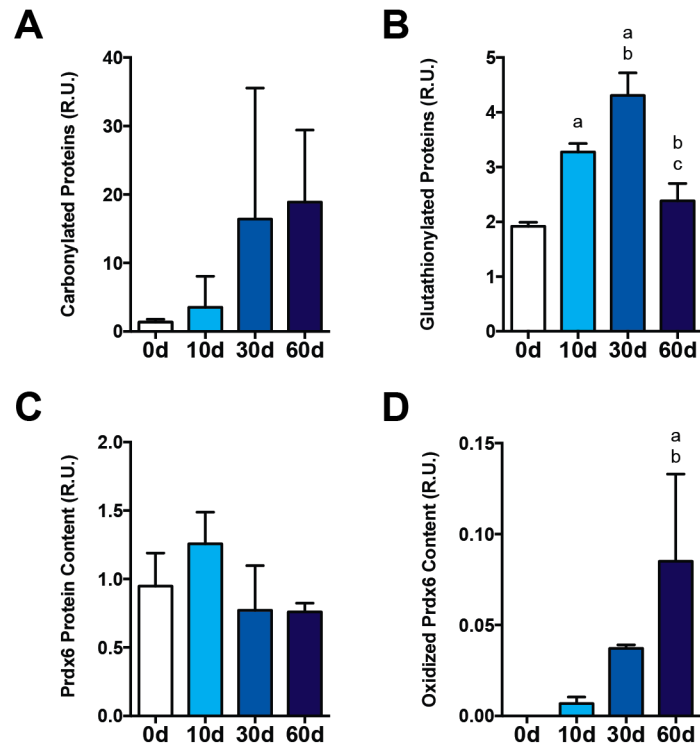 A
Carbonylated Proteins (R.U.)
40
30
20
10
0
0d 10d 30d 60d
B
Glutathionylated Proteins (R.U.)
5
4
3
2
1
0
a
a
b
b
c
0d 10d 30d 60d
C
Prdx6 Protein Content (R.U.)
2.0
1.5
1.0
0.5
0.0
0d 10d 30d 60d
D
Oxidized Prdx6 Content (R.U.)
0.15
0.10
0.05
0.00
a
b
0d 10d 30d 60d